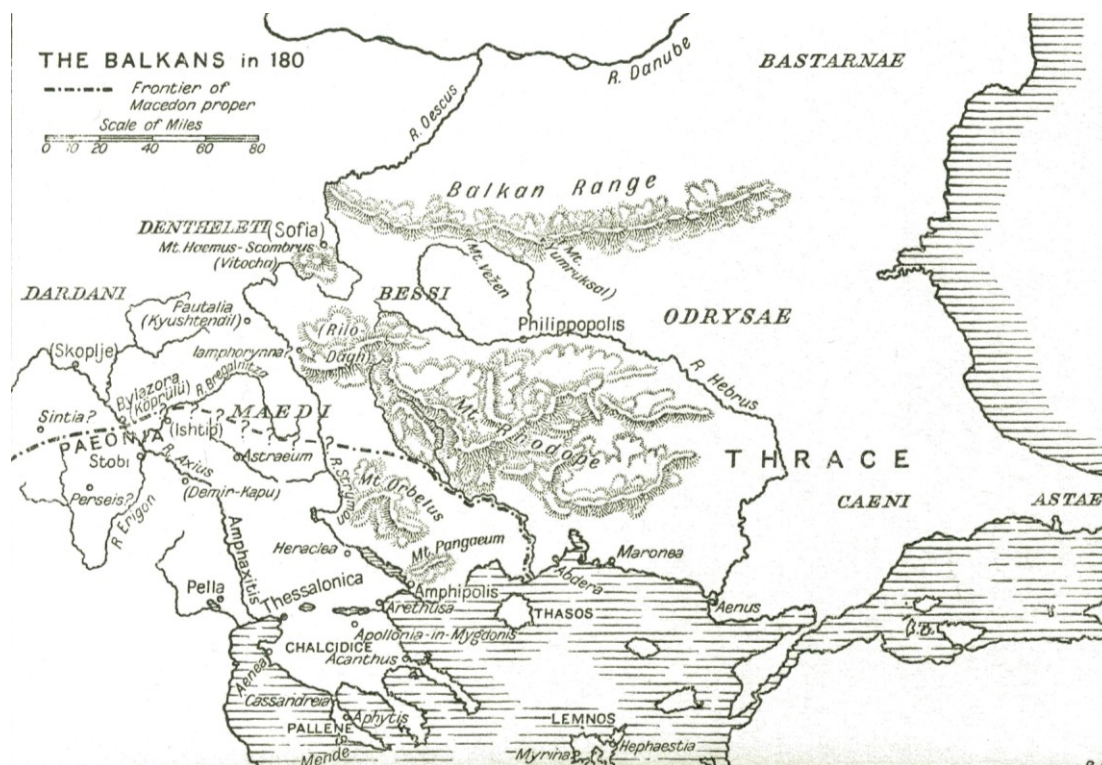 THE BALKANS in 180
Frontier of
Macedon proper
Scale of Miles
0 10 20 40 60 80
R. Danube
BASTARNAE
R. Oescus
Balkan Range
DENTHELETI
(Sofia)
Mt. Haemus-Scombrus
(Vitocha)
Mt. Vezen
Mt.
Jumruksal)
DARDANI
BESSI
Pautalia
(Kyushtendil)
ODRYSAE
Philippopolis
(Rilo
Dagh)
Iamphorynna?
(Skoplje)
R. Hebrus
Bylazora
(Köprülü)
R. Bregalnitza
Sintia?
MAEDI
? ? ? ? ? ?
PAEONIA
(Ishtip)
Mt. Rhodope
Stobi
Astraeum
THRACE
R. Axius
R. Strymon
Mt. Orbelus
Perseis?
(Demir-Kapu)
CAENI
ASTAE
R. Erigon
Amphaxitis
Heraclea
Mt. Pangaeum
Maronea
Abdera
Pella
Thessalonica
Amphipolis
Arethusa
THASOS
Aenus
Apollonia-in-Mygdonis
CHALCIDICE
Acanthus
Aenea
Cassandreia
Aphytis
PALLENE
LEMNOS
Mende
Myrina
Hephaestia